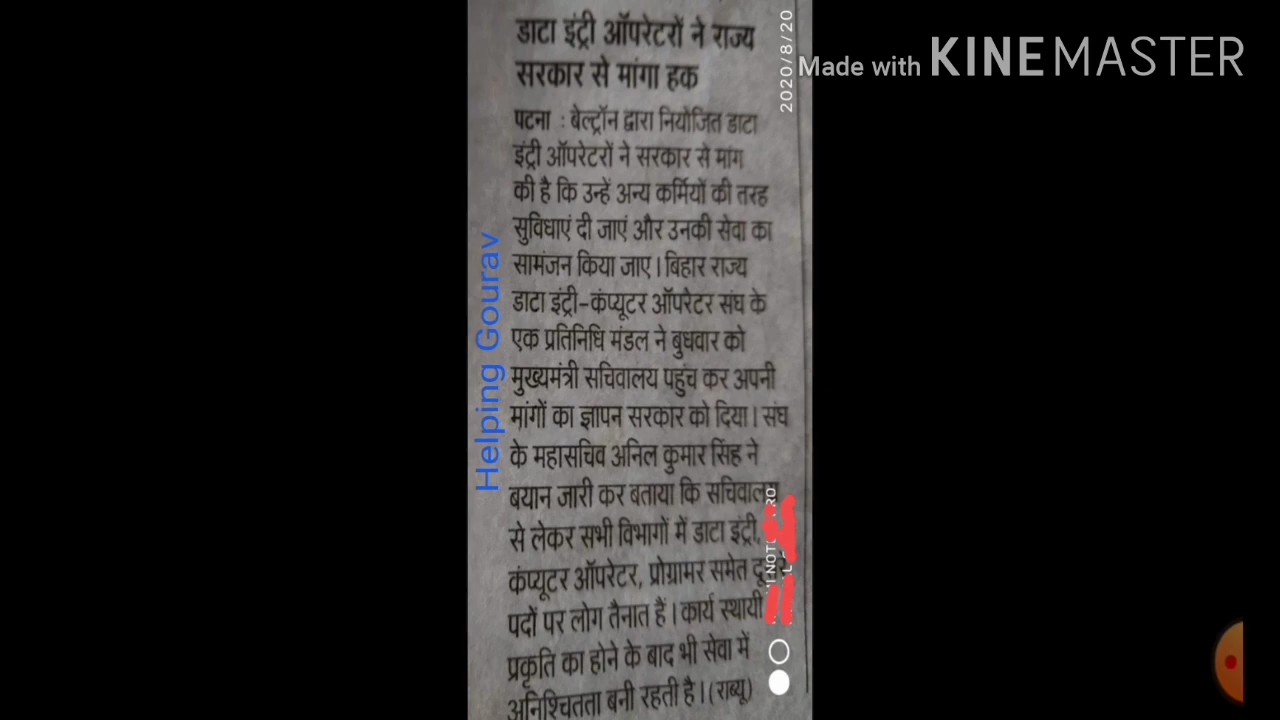 डाटा इंट्री ऑपरेटरों ने राज्य
सरकार से मांगा हक
पटना : बेल्ट्रॉन द्वारा नियोजित डाटा
इंट्री ऑपरेटरों ने सरकार से मांग
की है कि उन्हें अन्य कर्मियों की तरह
सुविधाएं दी जाएं और उनकी सेवा का
सामंजन किया जाए। बिहार राज्य
डाटा इंट्री-कंप्यूटर ऑपरेटर संघ के
एक प्रतिनिधि मंडल ने बुधवार को
मुख्यमंत्री सचिवालय पहुंच कर अपनी
मांगों का ज्ञापन सरकार को दिया। संघ
के महासचिव अनिल कुमार सिंह ने
बयान जारी कर बताया कि सचिवालय
से लेकर सभी विभागों में डाटा इंट्री,
कंप्यूटर ऑपरेटर, प्रोग्रामर समेत
पदों पर लोग तैनात हैं। कार्य स्थायी
प्रकृति का होने के बाद भी सेवा में
अनिश्चितता बनी रहती है। (राब्यू)
Helping Gourav
2020/8/20
Made with KINEMASTER